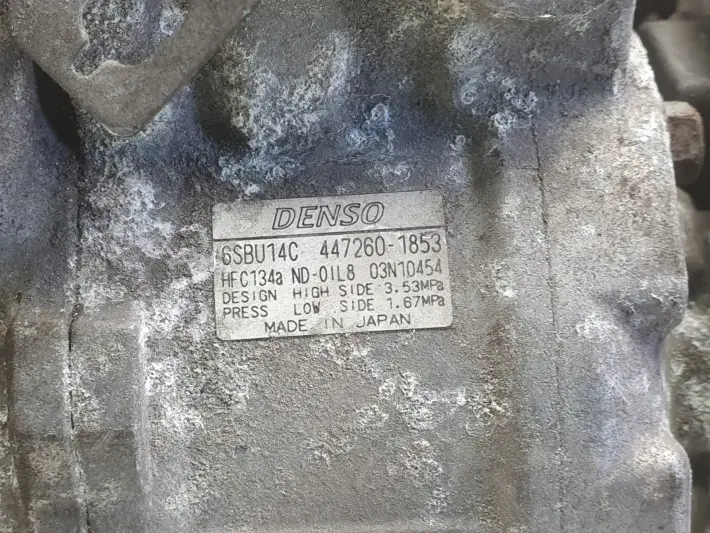 DENSO
6SBU14C 447260-1853
HFC134a ND-OIL8 03N10454
DESIGN HIGH SIDE 3.53MPa
PRESS LOW SIDE 1.67MPa
MADE IN JAPAN